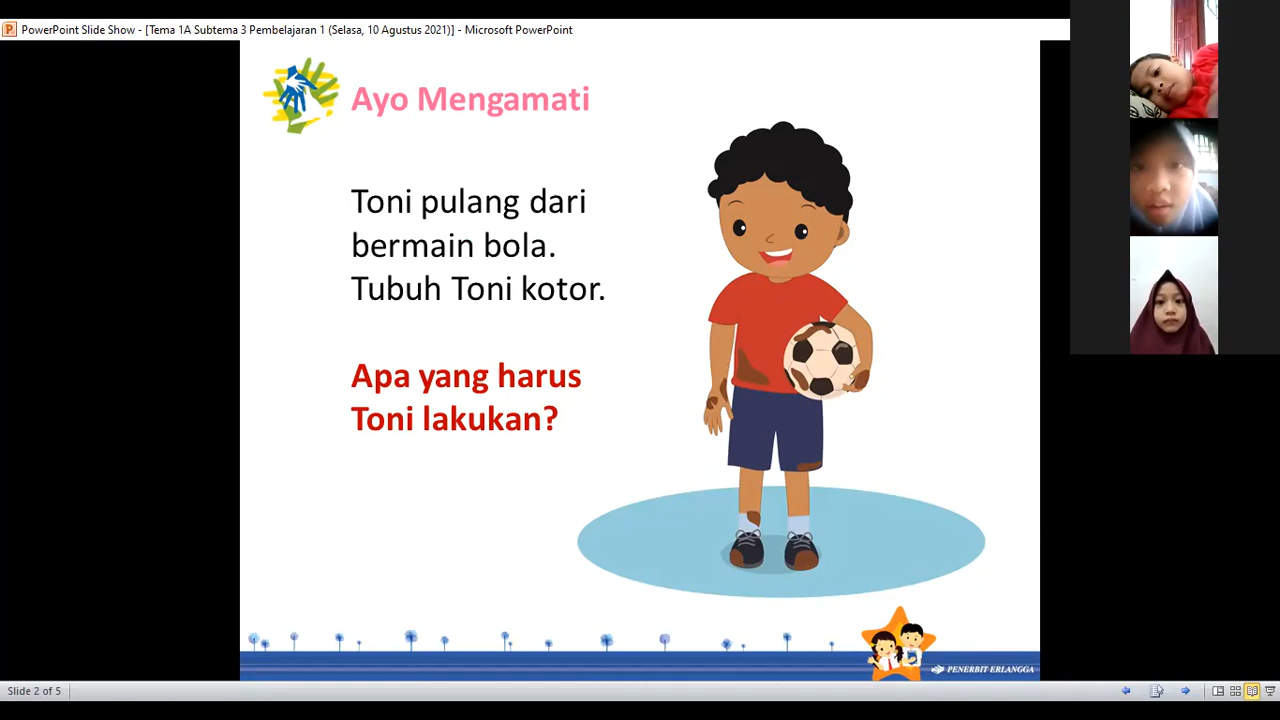 PowerPoint Slide Show - [Tema 1A Subtema 3 Pembelajaran 1 (Selasa, 10 Agustus 2021)] - Microsoft PowerPoint
Ayo Mengamati
Toni pulang dari
bermain bola.
Tubuh Toni kotor.
Apa yang harus
Toni lakukan?
PENERBIT ERLANGGA
Slide 2 of 5